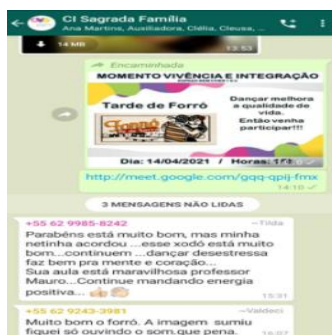 CI Sagrada Família
Ana Martins, Auxiliadora, Clélia, Cleusa, ...
14 MB
13:53
Encaminhada
MOMENTO VIVÊNCIA E INTEGRAÇÃO
Tarde de Forró
Forró
Dançar melhora
a qualidade de
vida.
Então venha
participar!!!
Dia: 14/04/2021 / Horas:
http://meet.google.com/gqq-qpij-fmx
14:10
3 MENSAGENS NÃO LIDAS
+55 62 9985-8242
~Tilda
Parabéns está muito bom, mas minha
netinha acordou ...esse xodó está muito
bom...continuem ...dançar desestressa
faz bem pra mente e coração...
Sua aula está maravilhosa professor
Mauro...Continue mandando energia
positiva...
15:31
+55 62 9243-3981
~Valdeci
Muito bom o forró. A imagem sumiu
fiquei só ouvindo o som.que pena.